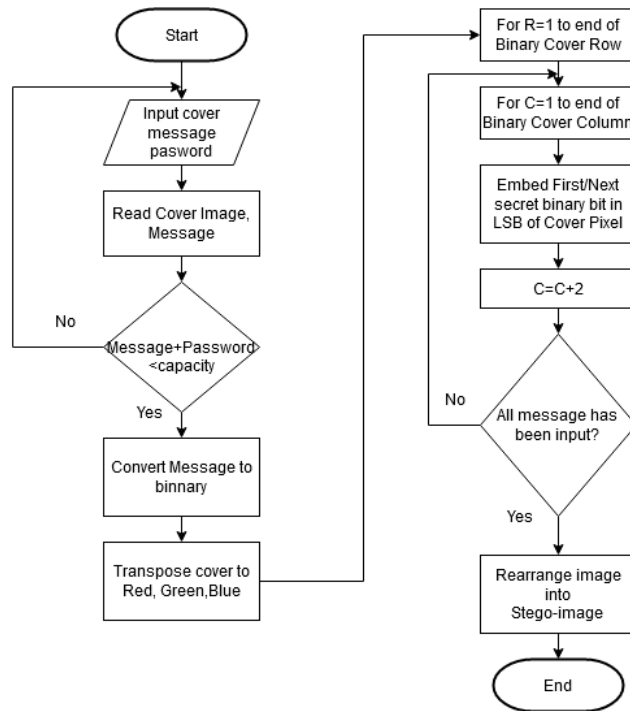 Start
Input cover
message
pasword
Read Cover Image,
Message
No
Message+Password
<capacity
Yes
Convert Message to
binnary
Transpose cover to
Red, Green,Blue
For R=1 to end of
Binary Cover Row
For C=1 to end of
Binary Cover Column
Embed First/Next
secret binary bit in
LSB of Cover Pixel
C=C+2
No
All message has
been input?
Yes
Rearrange image
into
Stego-image
End